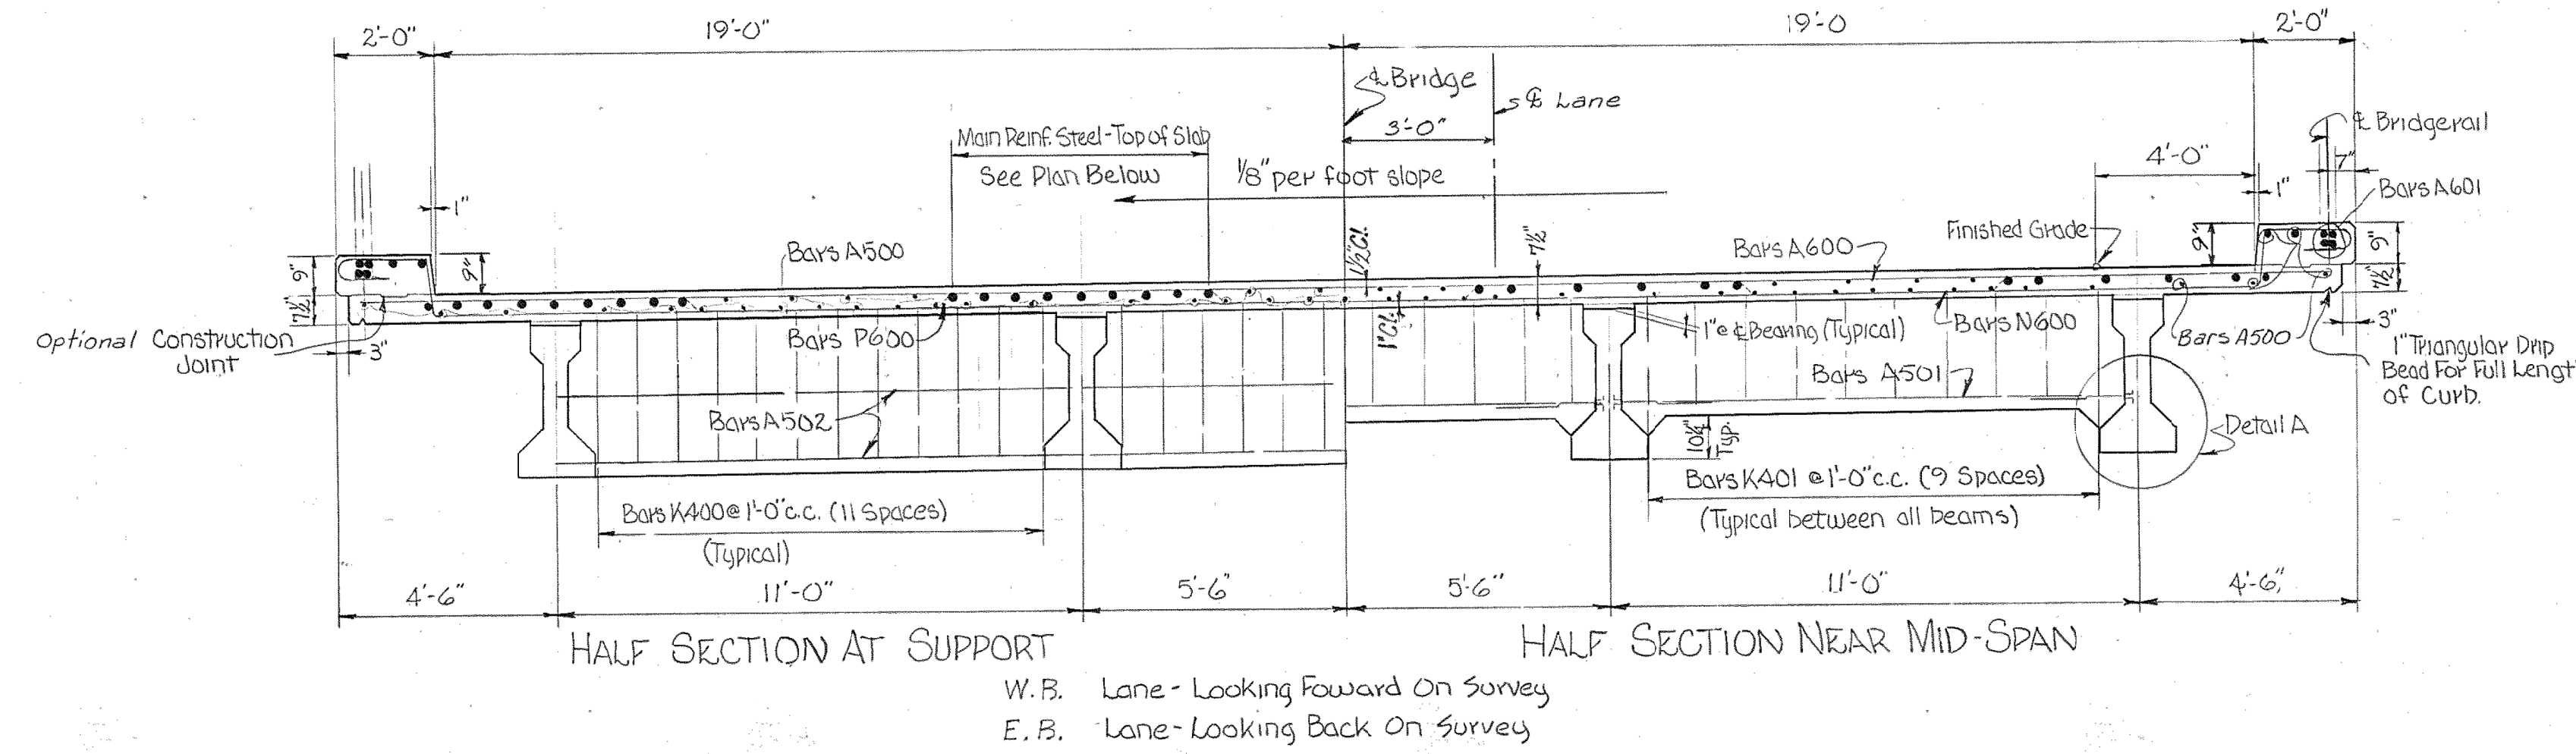 2'-0"
19'-0"
19'-0
2'-0"
℄ Bridge
℄ Lane
3'-0"
℄ Bridgerail
Main Reinf. Steel-Top of Slab
See Plan Below
1/8" per foot slope
4'-0"
7"
1"
1"
Bars A601
Bars A500
1½"Cl.
7½"
Bars A600
Finished Grade
9"
9"
9"
9"
7½"
7½"
Optional Construction
Joint
3"
Bars P600
1"Cl.
1"@ ℄ Bearing (Typical)
Bars N600
Bars A500
3"
1" Triangular Drip
Bead For Full Lengt
of Curb.
Bars A501
Bars A502
10¼"
Typ.
Detail A
Bars K400@ 1'-0"c.c. (11 Spaces)
(Typical)
Bars K401 @ 1'-0"c.c. (9 Spaces)
(Typical between all beams)
4'-6"
11'-0"
5'-6"
5'-6"
11'-0"
4'-6"
HALF SECTION AT SUPPORT
HALF SECTION NEAR MID-SPAN
W.B. Lane - Looking Foward On Survey
E.B. Lane - Looking Back On Survey